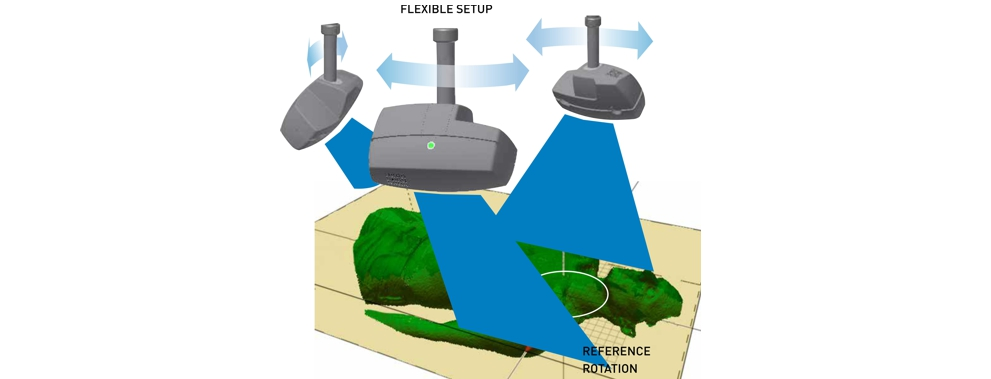 FLEXIBLE SETUP
REFERENCE
ROTATION